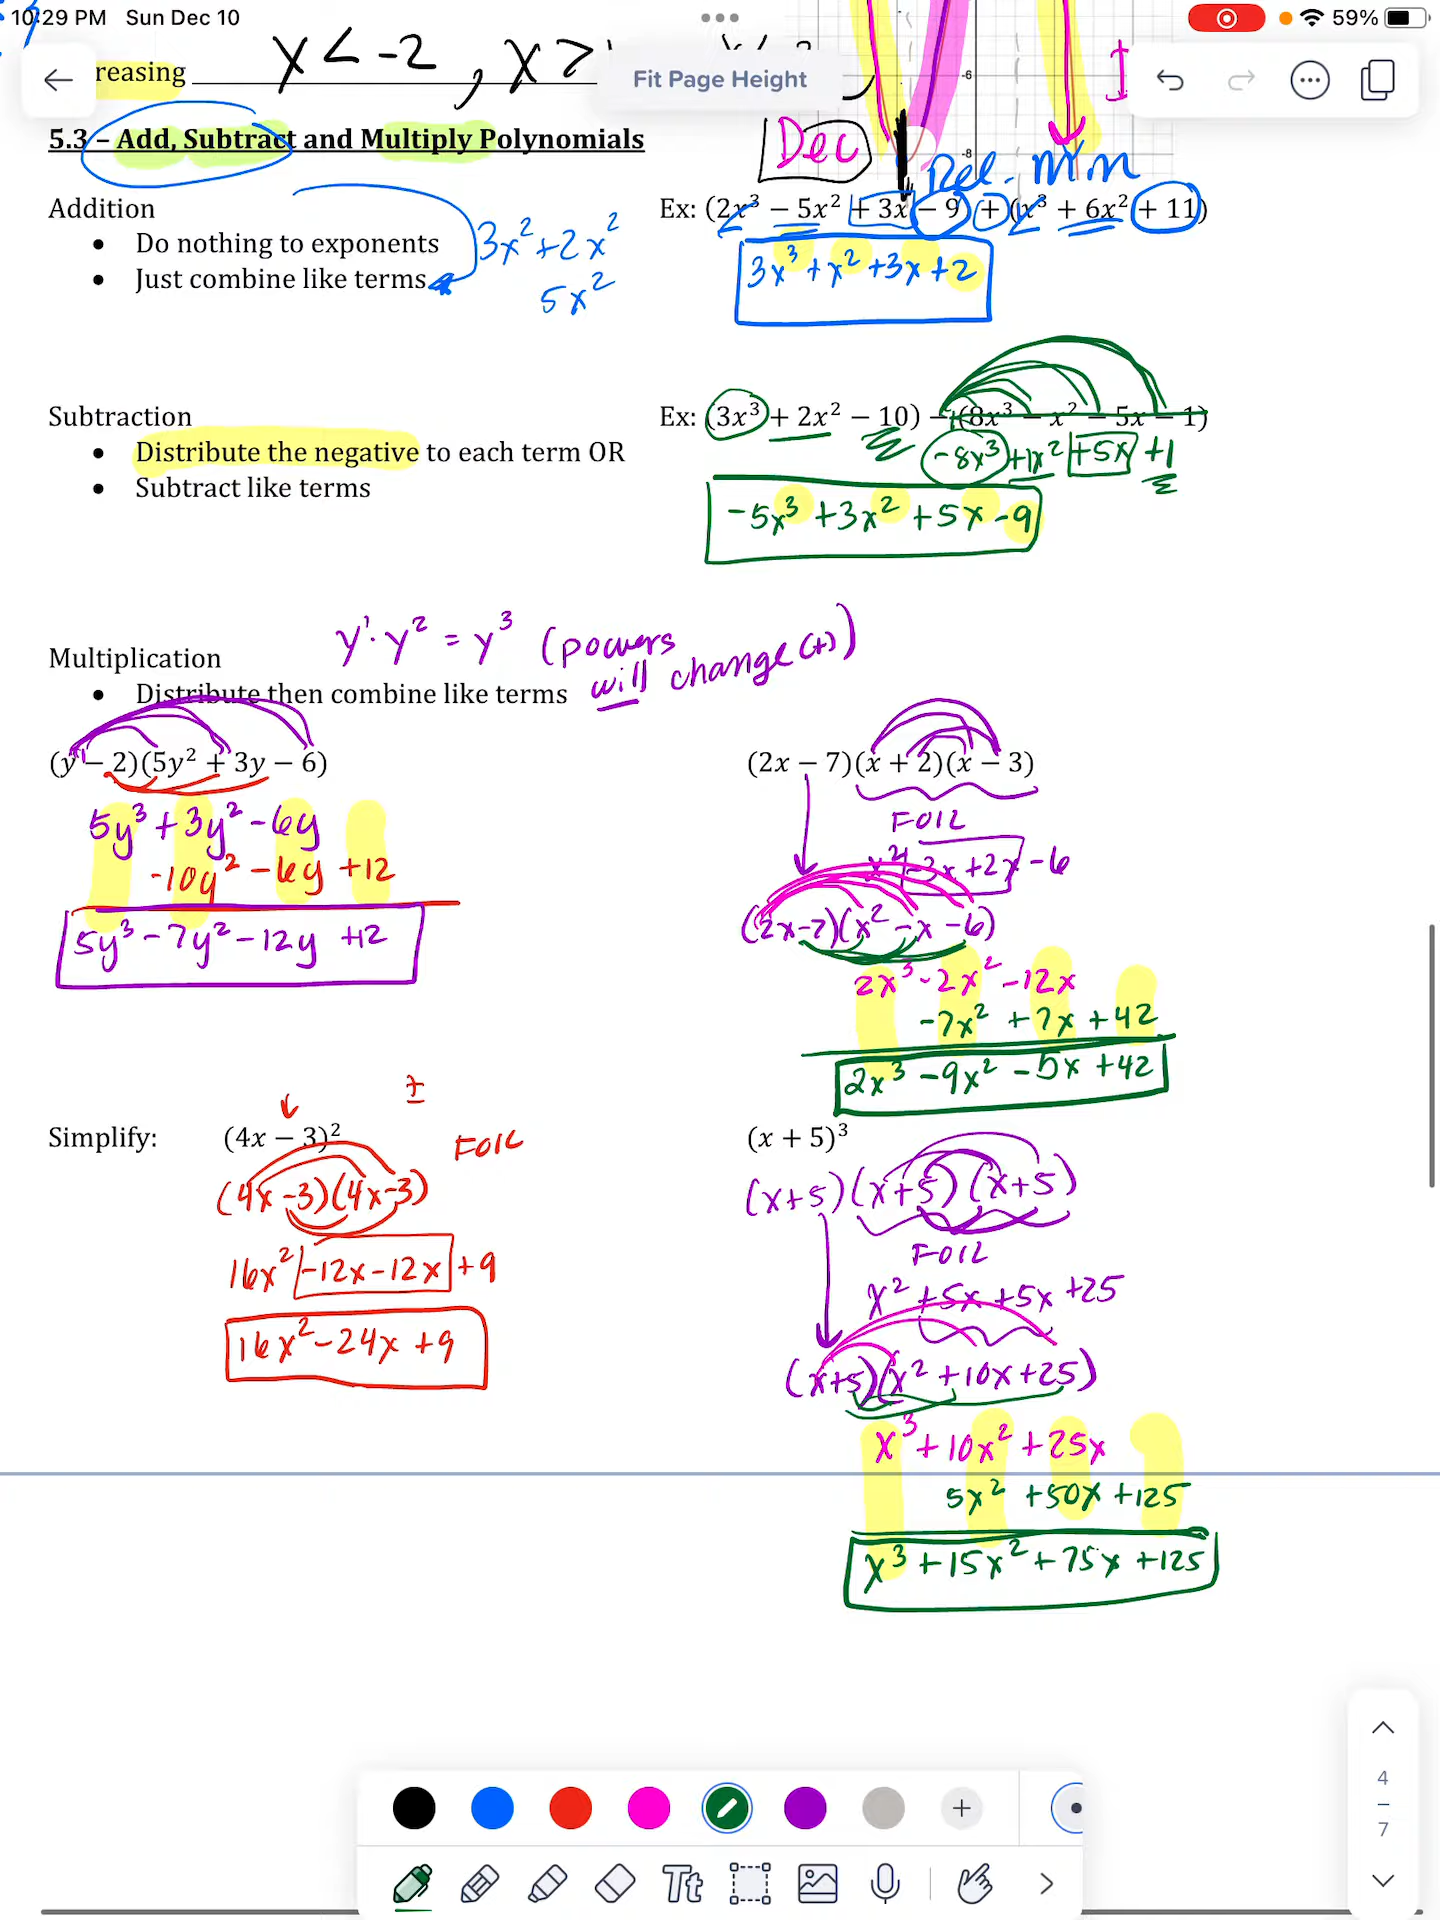 10:29 PM Sun Dec 10
59%
reasing x < -2, x >
Fit Page Height
-6
-8
Dec
Rel. min
5.3 – Add, Subtract and Multiply Polynomials
Addition
• Do nothing to exponents
• Just combine like terms
3x² + 2x²
5x²
Ex: (2x³ − 5x² + 3x − 9) + (x³ + 6x² + 11)
3x³ + x² + 3x + 2
Subtraction
• Distribute the negative to each term OR
• Subtract like terms
Ex: (3x³ + 2x² − 10) − (8x³ − x² − 5x − 1)
-8x³ + 1x² + 5x + 1
-5x³ + 3x² + 5x - 9
Multiplication
• Distribute then combine like terms
y¹ · y² = y³ (powers will change (+))
(y − 2)(5y² + 3y − 6)
5y³ + 3y² - 6y
-10y² - 6y + 12
5y³ - 7y² - 12y + 12
(2x − 7)(x + 2)(x − 3)
FOIL
x² - 3x + 2x - 6
(2x-7)(x² - x - 6)
2x³ - 2x² - 12x
-7x² + 7x + 42
2x³ - 9x² - 5x + 42
±
Simplify: (4x − 3)²
FOIL
(4x - 3)(4x - 3)
16x² - 12x - 12x + 9
16x² - 24x + 9
(x + 5)³
(x+5)(x+5)(x+5)
FOIL
x² + 5x + 5x + 25
(x+5)(x² + 10x + 25)
x³ + 10x² + 25x
5x² + 50x + 125
x³ + 15x² + 75x + 125
4
–
7
Tt